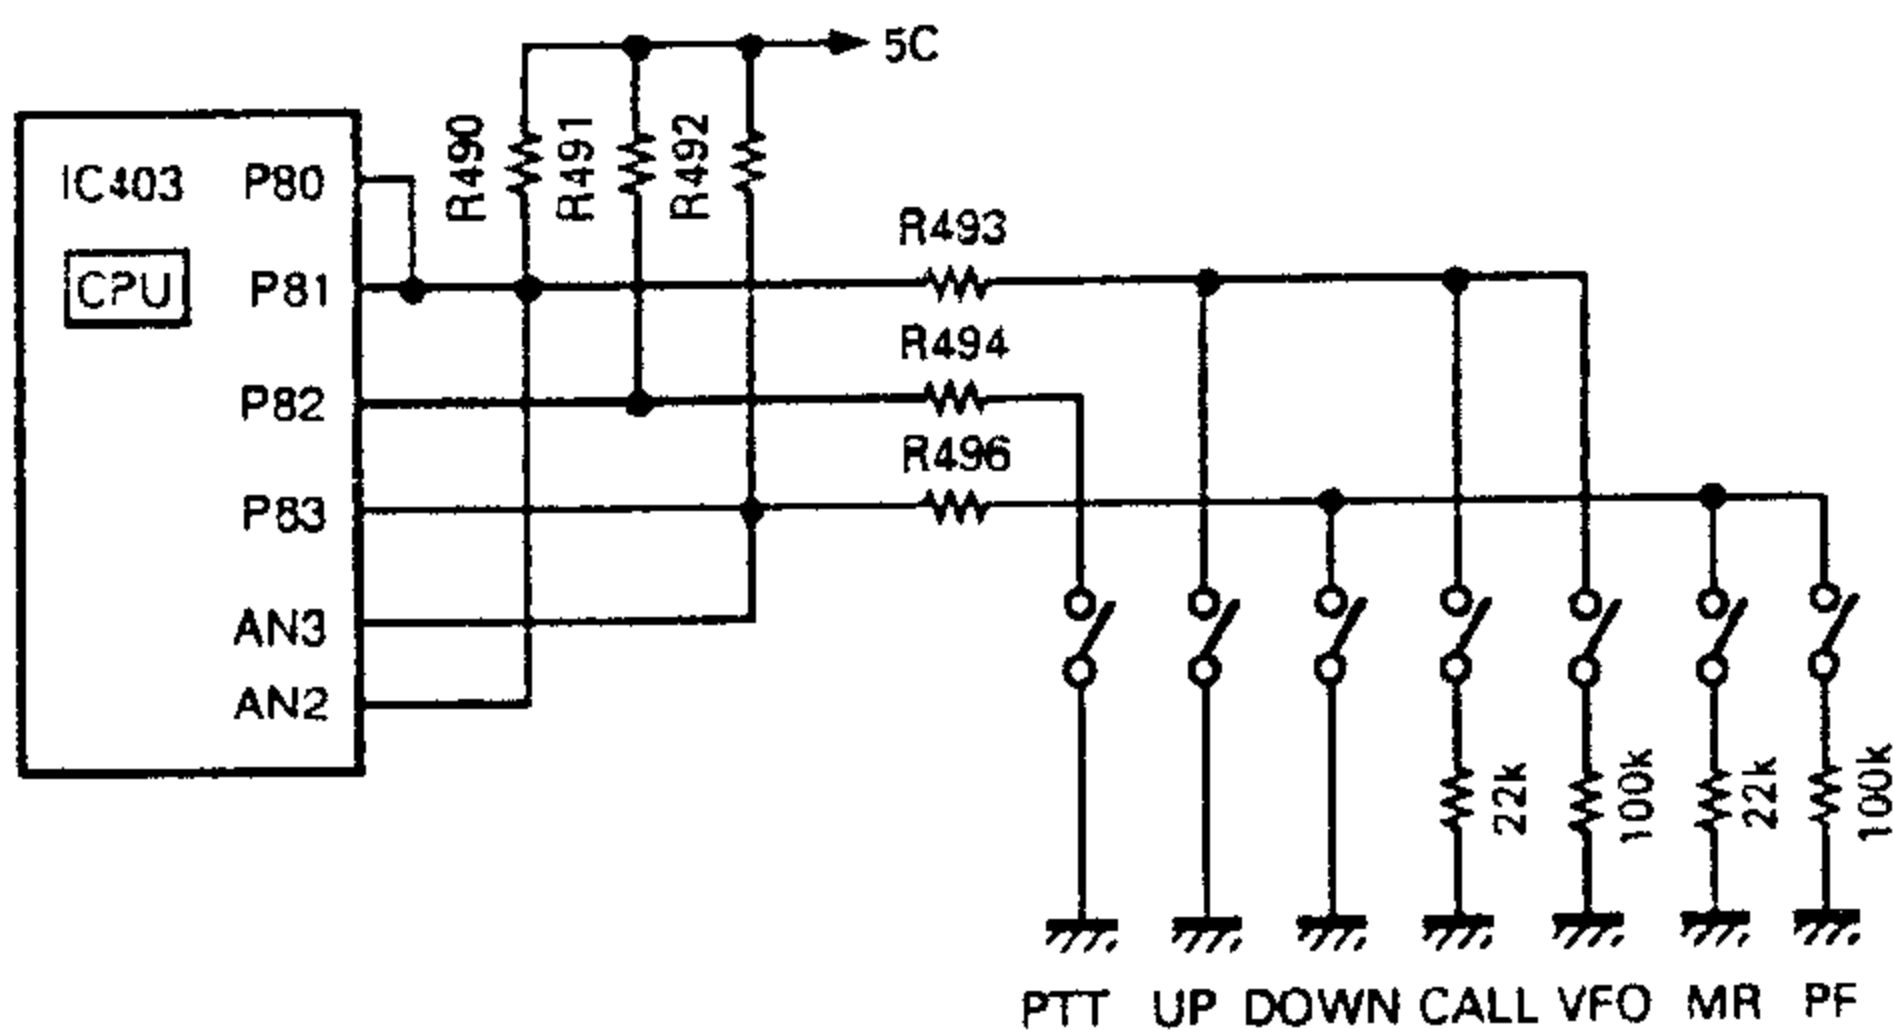 5C
R490
R491
R492
IC403
P80
CPU
P81
R493
R494
P82
R496
P83
AN3
AN2
22k
100k
22k
100k
PTT UP DOWN CALL VFO MR PF